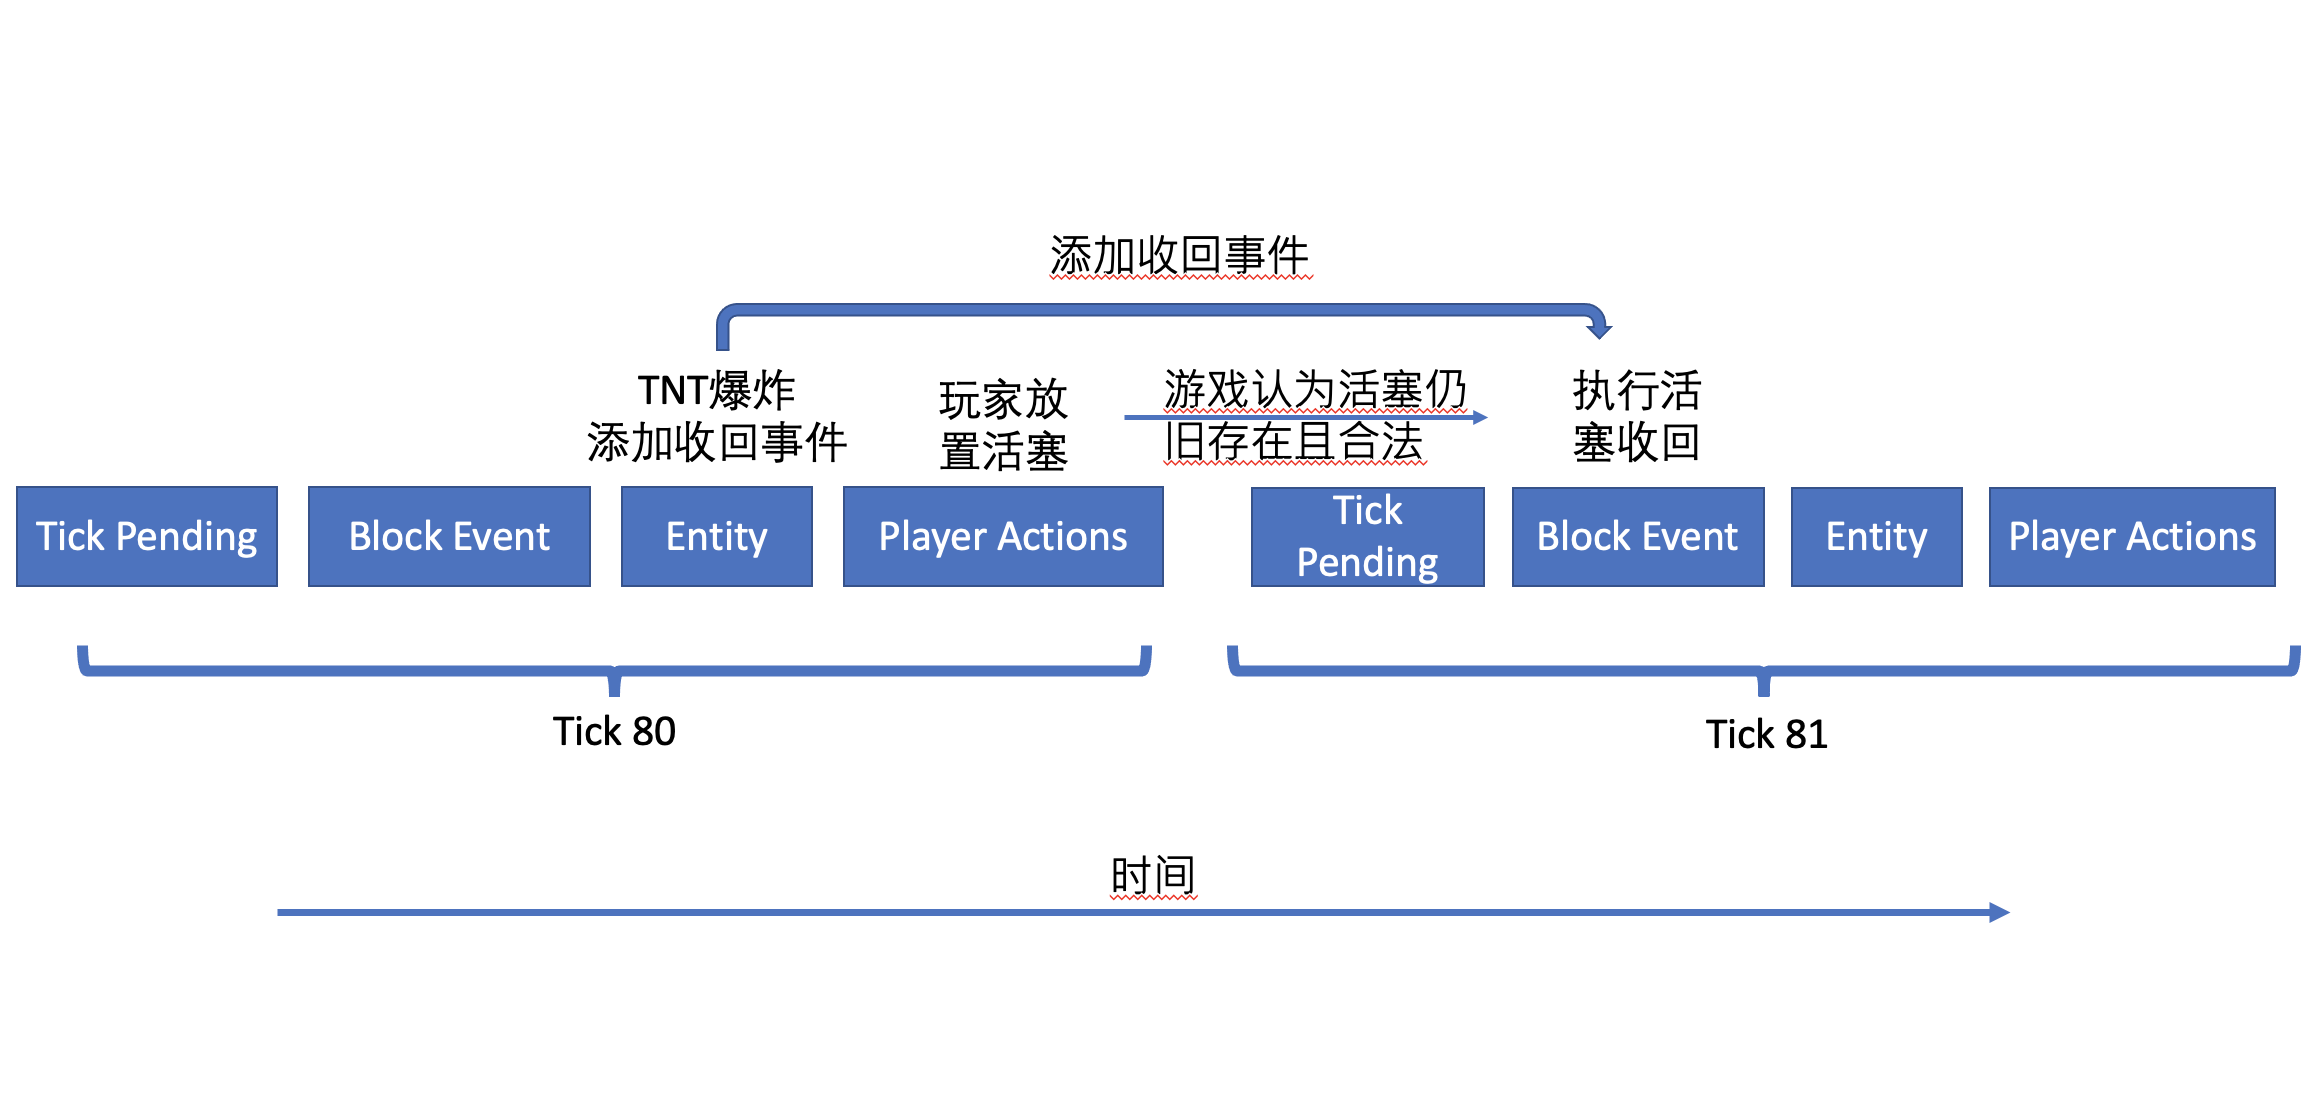 添加收回事件
TNT爆炸
添加收回事件
玩家放
置活塞
游戏认为活塞仍
旧存在且合法
执行活
塞收回
Tick Pending
Block Event
Entity
Player Actions
Tick
Pending
Block Event
Entity
Player Actions
Tick 80
Tick 81
时间